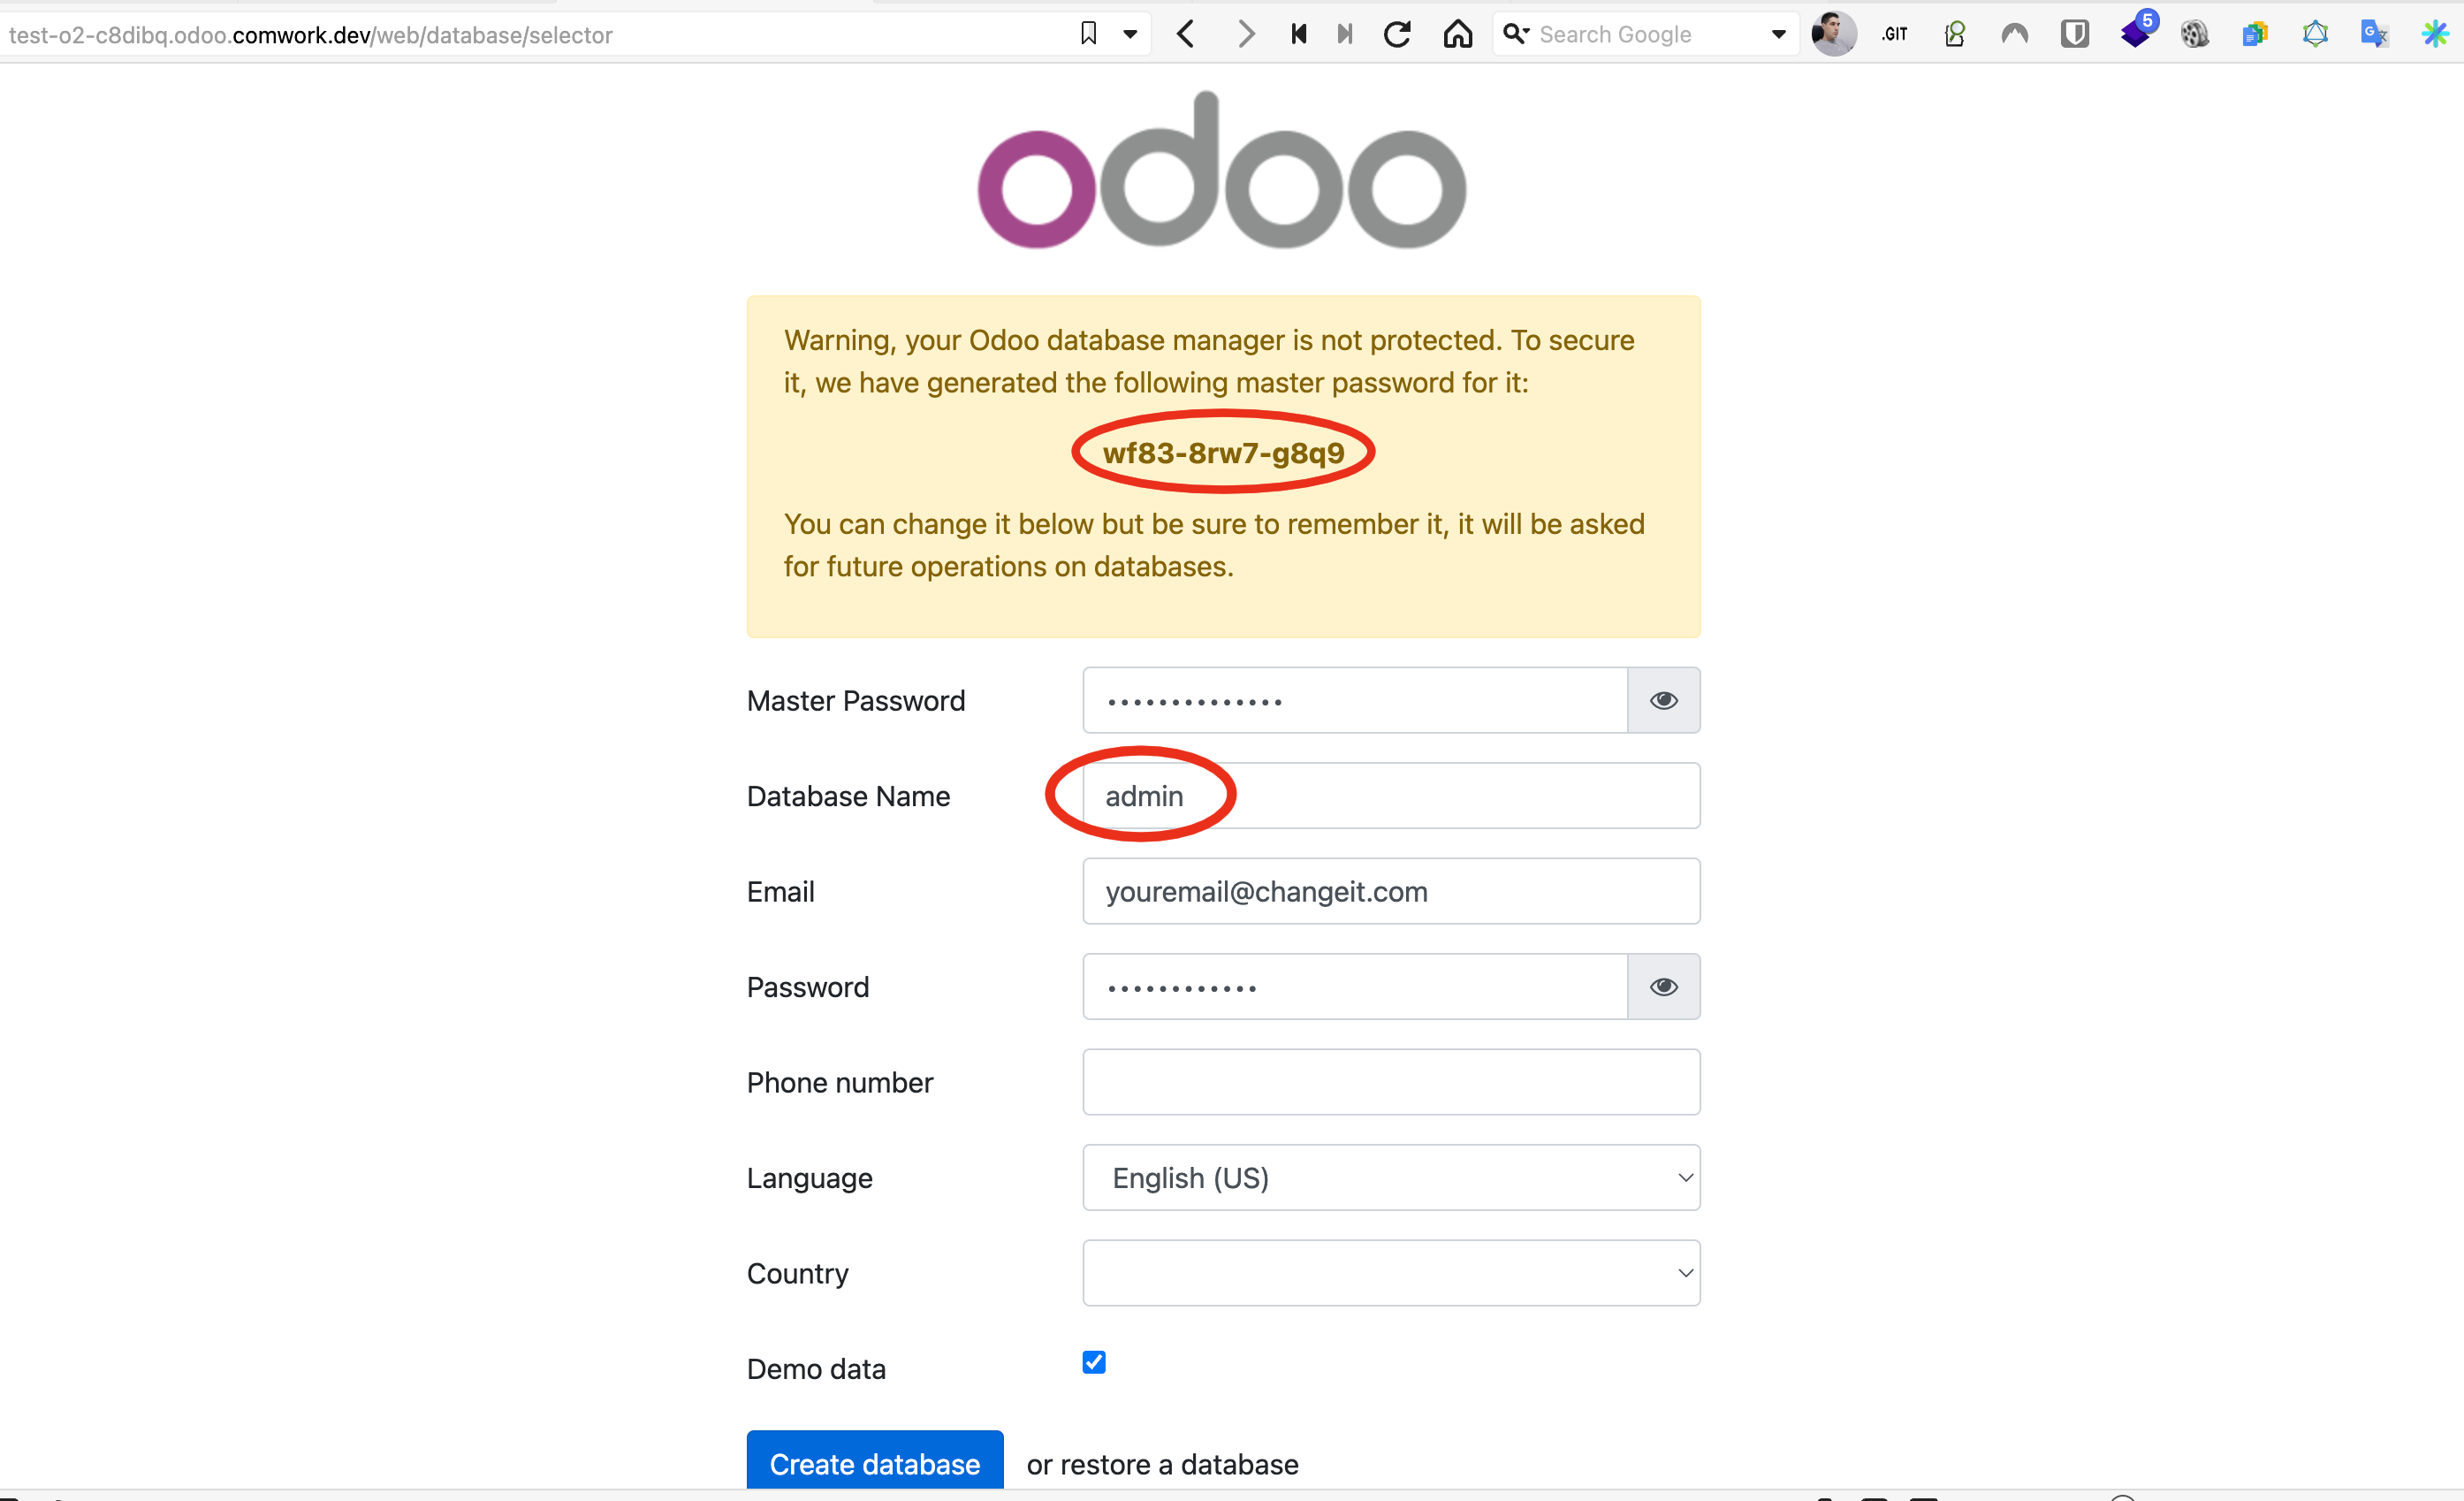 test-o2-c8dibq.odoo.comwork.dev/web/database/selector
Search Google
.GIT
5
odoo
Warning, your Odoo database manager is not protected. To secure
it, we have generated the following master password for it:
wf83-8rw7-g8q9
You can change it below but be sure to remember it, it will be asked
for future operations on databases.
Master Password ••••••••••••••
Database Name admin
Email youremail@changeit.com
Password ••••••••••••
Phone number
Language English (US)
Country
Demo data
Create database or restore a database